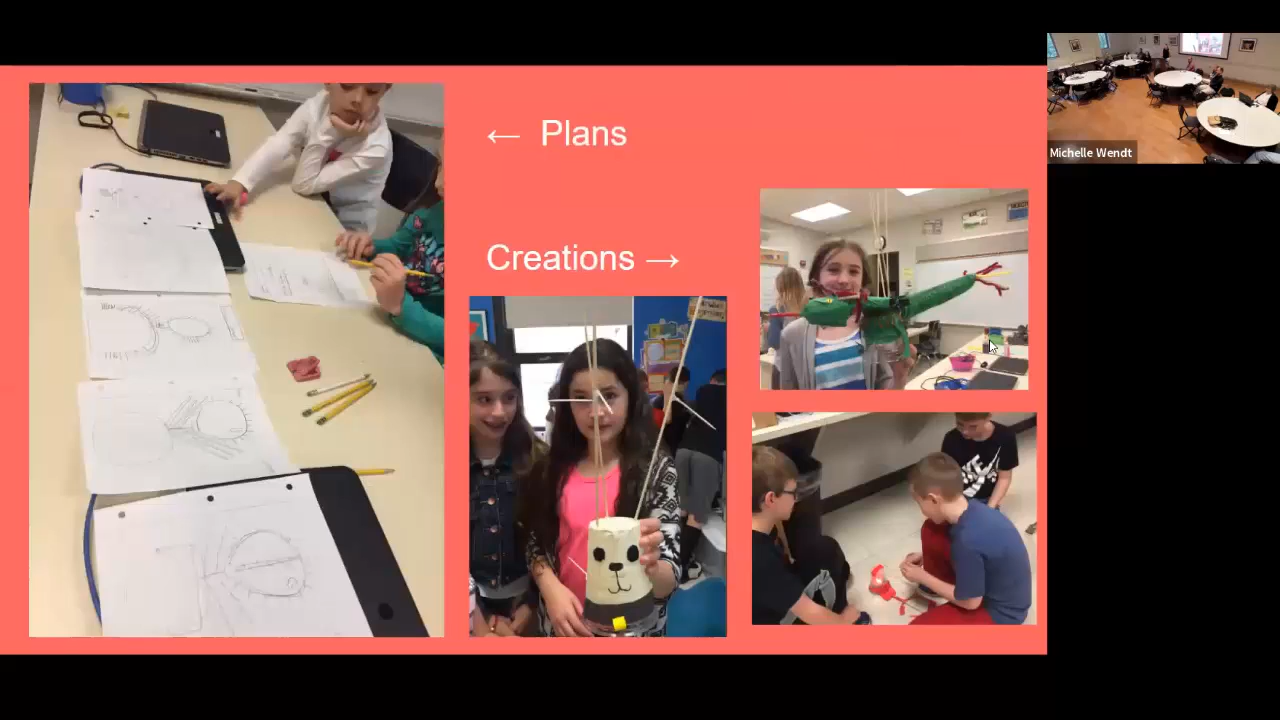 ← Plans
Creations →
Michelle Wendt